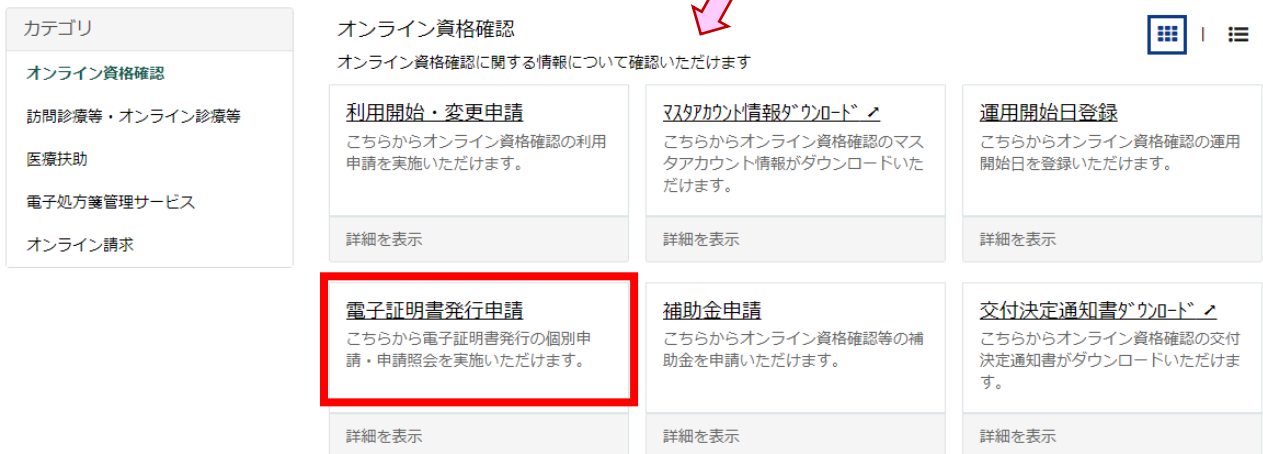 カテゴリ
オンライン資格確認
訪問診療等・オンライン診療等
医療扶助
電子処方箋管理サービス
オンライン請求
オンライン資格確認
オンライン資格確認に関する情報について確認いただけます
利用開始・変更申請
こちらからオンライン資格確認の利用
申請を実施いただけます。
詳細を表示
ﾏｽﾀｱｶｳﾝﾄ情報ﾀﾞｳﾝﾛｰﾄﾞ
こちらからオンライン資格確認のマス
タアカウント情報がダウンロードいた
だけます。
詳細を表示
運用開始日登録
こちらからオンライン資格確認の運用
開始日を登録いただけます。
詳細を表示
電子証明書発行申請
こちらから電子証明書発行の個別申
請・申請照会を実施いただけます。
詳細を表示
補助金申請
こちらからオンライン資格確認等の補
助金を申請いただけます。
詳細を表示
交付決定通知書ﾀﾞｳﾝﾛｰﾄﾞ
こちらからオンライン資格確認の交付
決定通知書がダウンロードいただけま
す。
詳細を表示